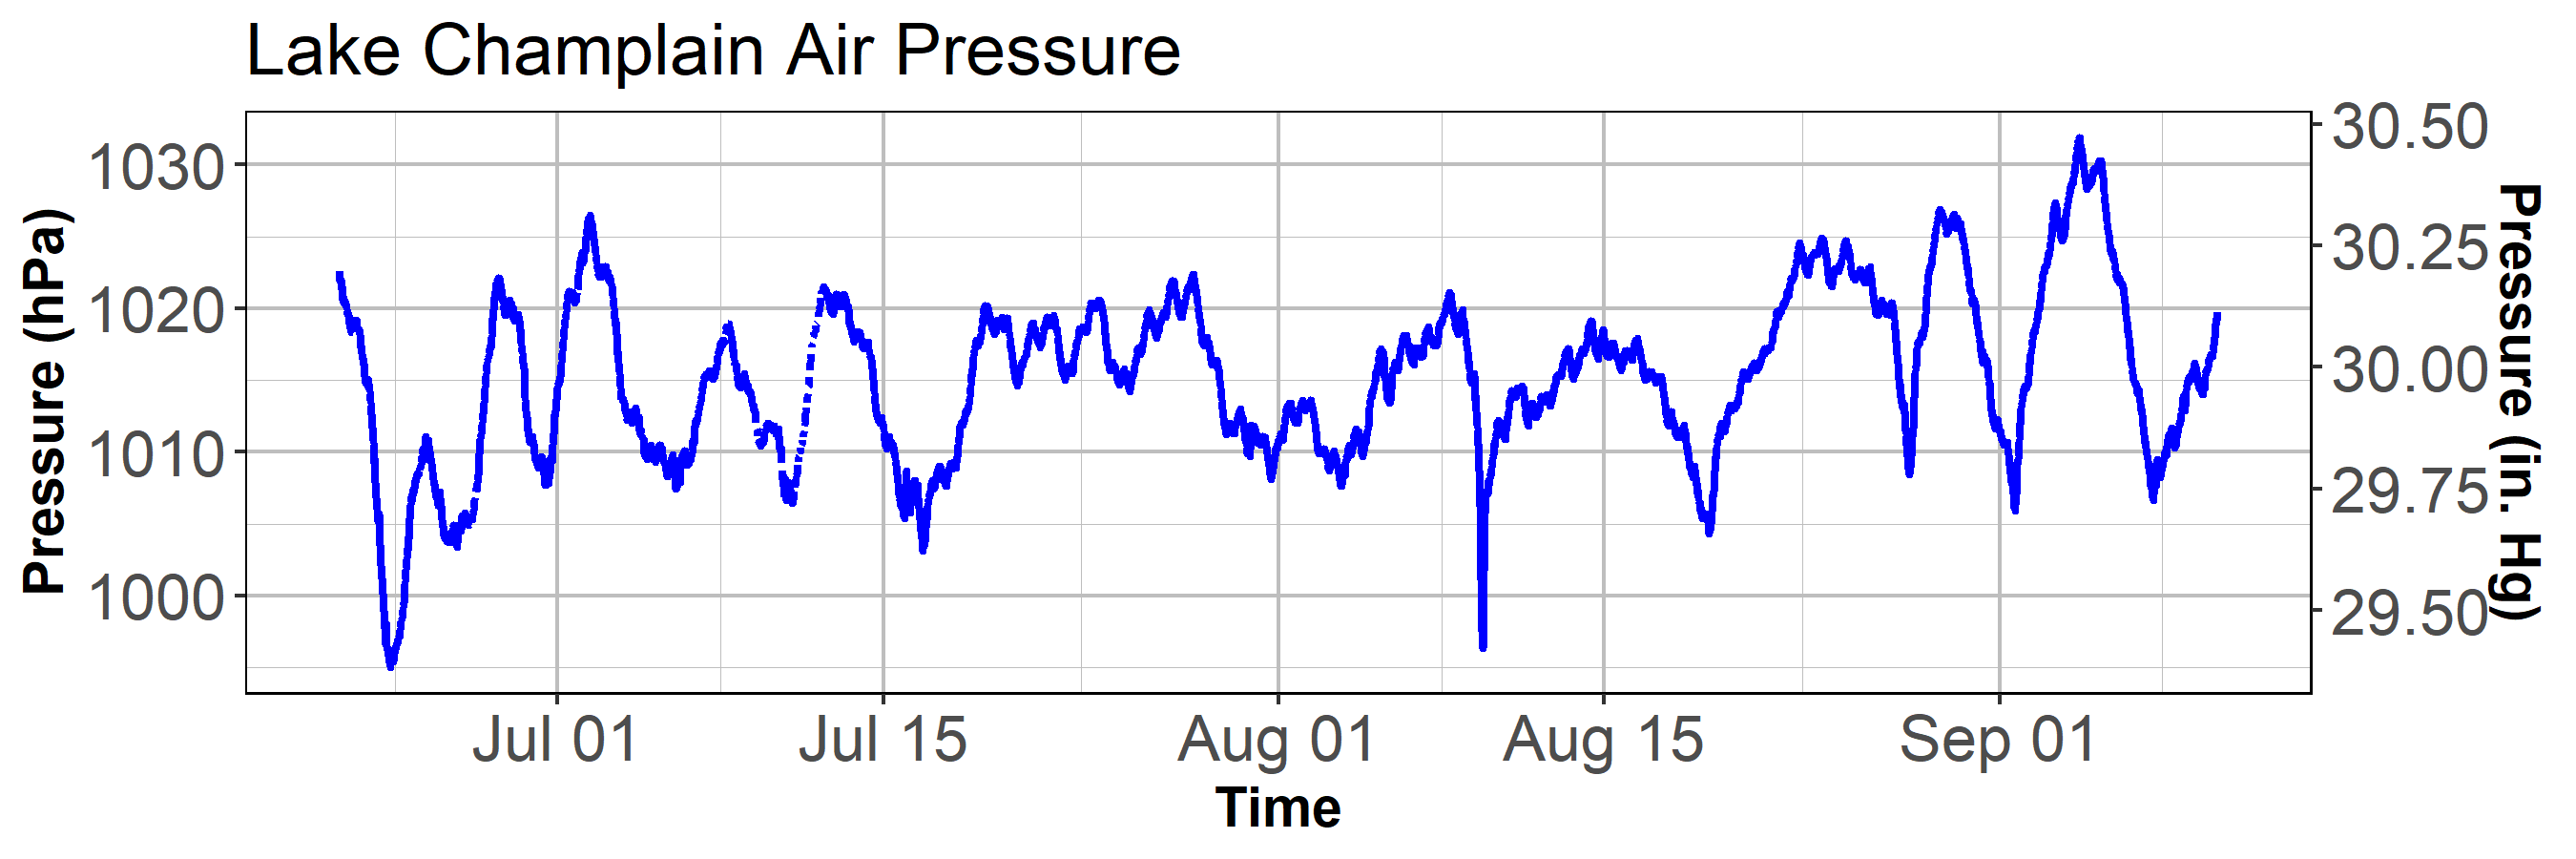 Lake Champlain Air Pressure
Pressure (hPa)
1030
1020
1010
1000
30.50
30.25
30.00
29.75
29.50
Pressure (in. Hg)
Jul 01
Jul 15
Aug 01
Aug 15
Sep 01
Time